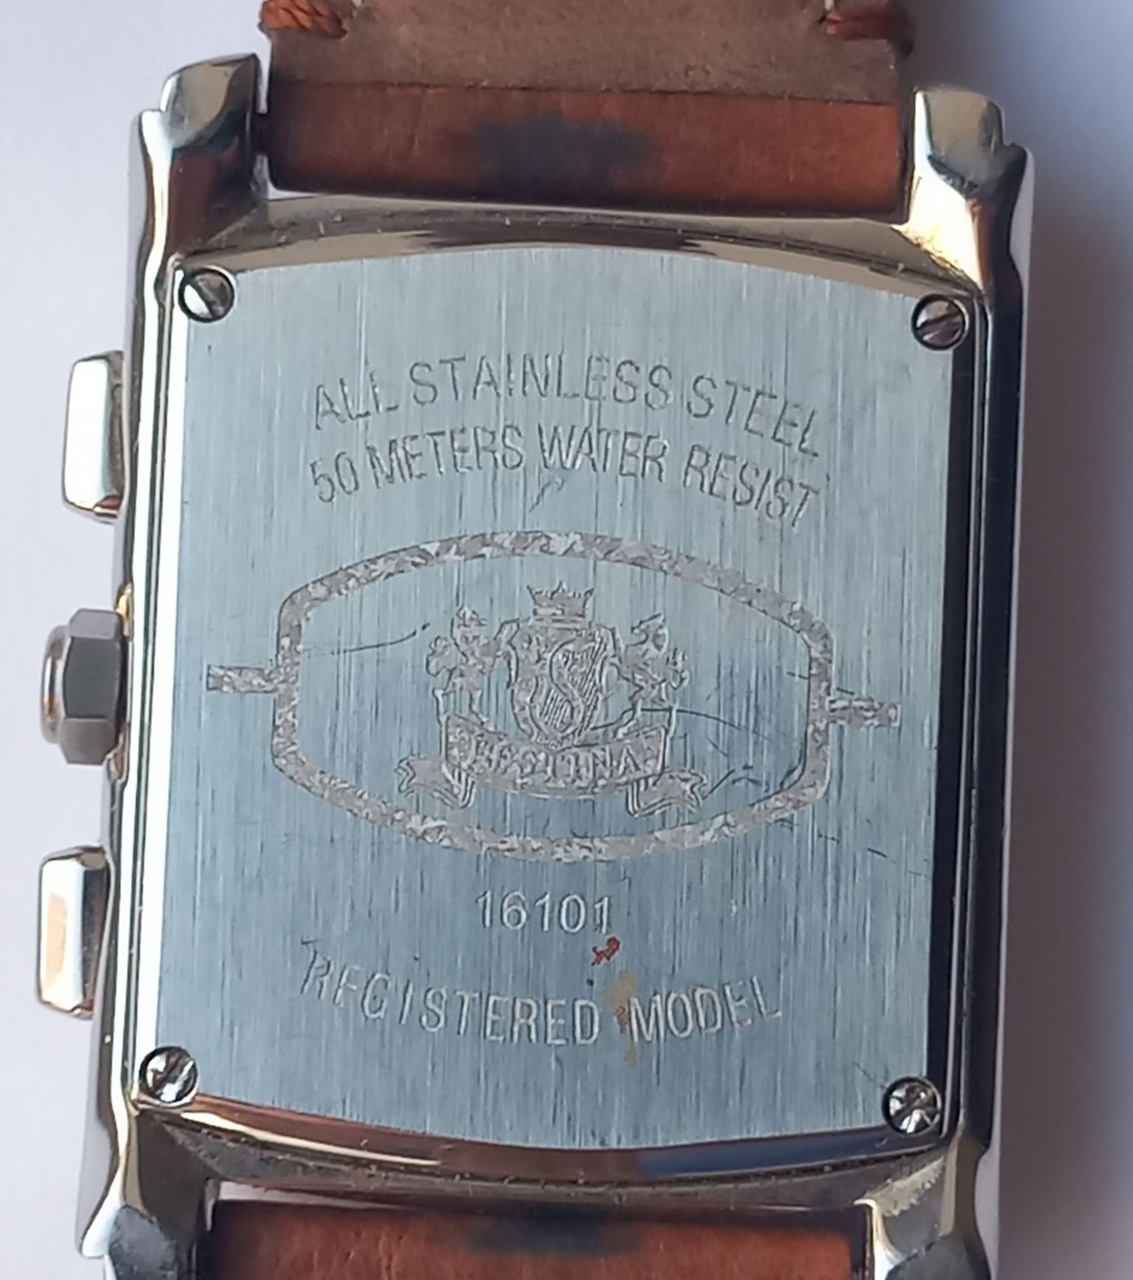 ALL STAINLESS STEEL
50 METERS WATER RESIST
FESTINA
16101
REGISTERED MODEL